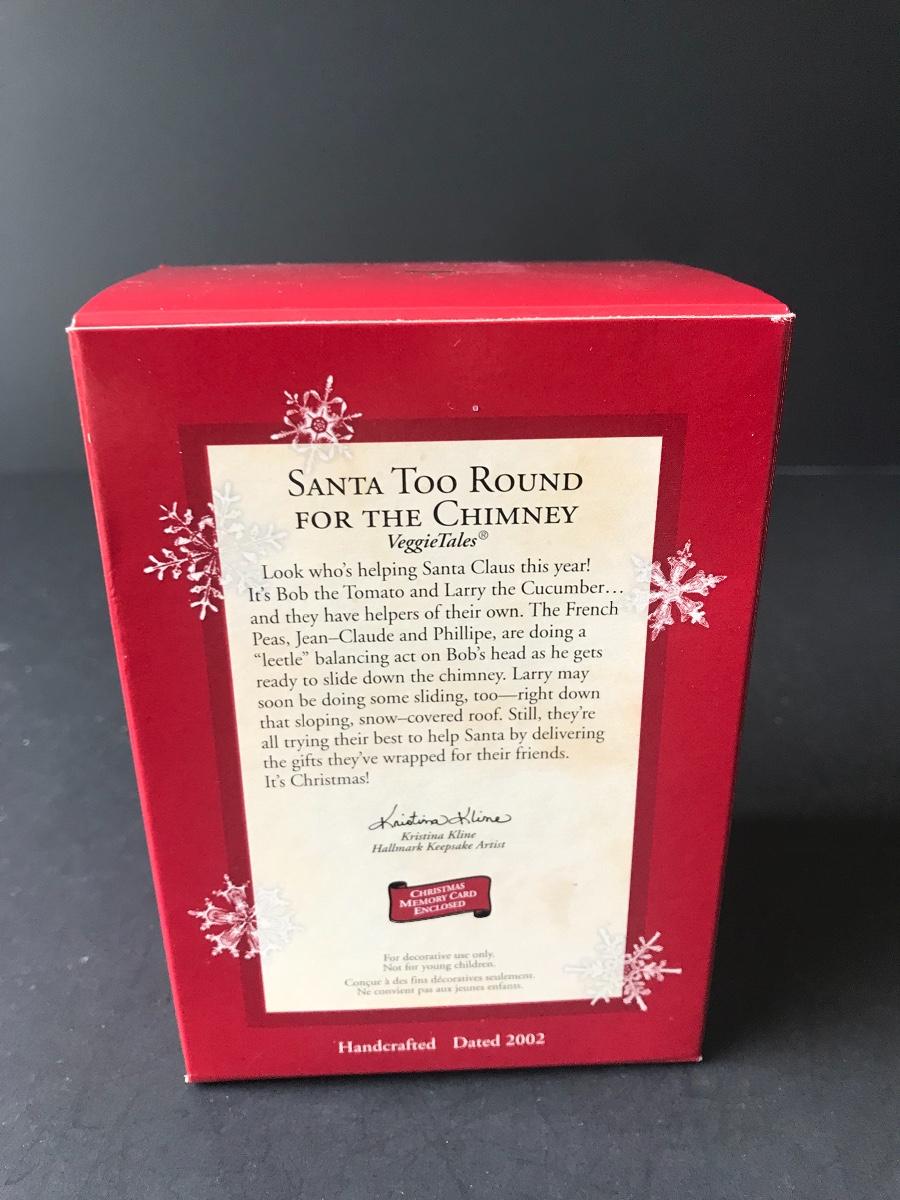 SANTA TOO ROUND
FOR THE CHIMNEY
VeggieTales®
Look who's helping Santa Claus this year!
It's Bob the Tomato and Larry the Cucumber…
and they have helpers of their own. The French
Peas, Jean–Claude and Phillipe, are doing a
“leetle” balancing act on Bob's head as he gets
ready to slide down the chimney. Larry may
soon be doing some sliding, too—right down
that sloping, snow–covered roof. Still, they're
all trying their best to help Santa by delivering
the gifts they've wrapped for their friends.
It's Christmas!
Kristina Kline
Kristina Kline
Hallmark Keepsake Artist
CHRISTMAS
MEMORY CARD
ENCLOSED
For decorative use only.
Not for young children.
Conçue à des fins décoratives seulement.
Ne convient pas aux jeunes enfants.
Handcrafted Dated 2002